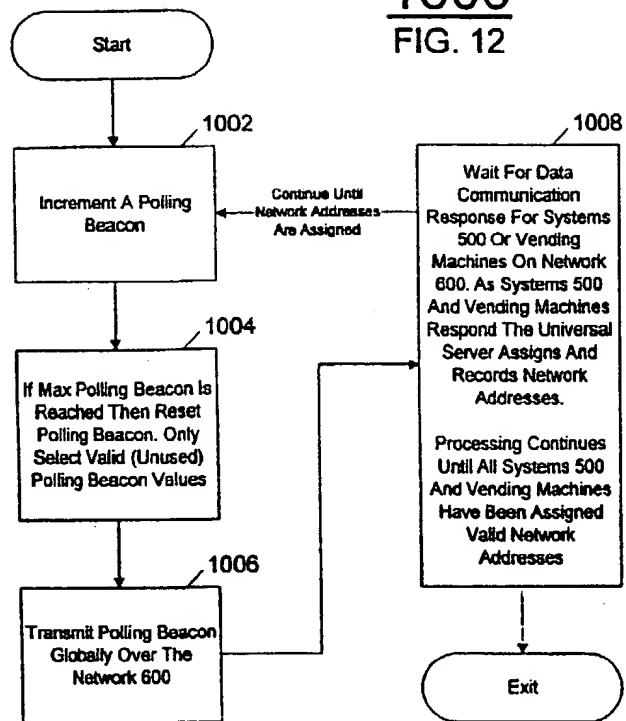 FIG. 12
Start
1002
Increment A Polling
Beacon
1004
If Max Polling Beacon Is
Reached Then Reset
Polling Beacon. Only
Select Valid (Unused)
Polling Beacon Values
1006
Transmit Polling Beacon
Globally Over The
Network 600
Continue Until
Network Addresses
Are Assigned
1008
Wait For Data
Communication
Response For Systems
500 Or Vending
Machines On Network
600. As Systems 500
And Vending Machines
Respond The Universal
Server Assigns And
Records Network
Addresses.
Processing Continues
Until All Systems 500
And Vending Machines
Have Been Assigned
Valid Network
Addresses
Exit